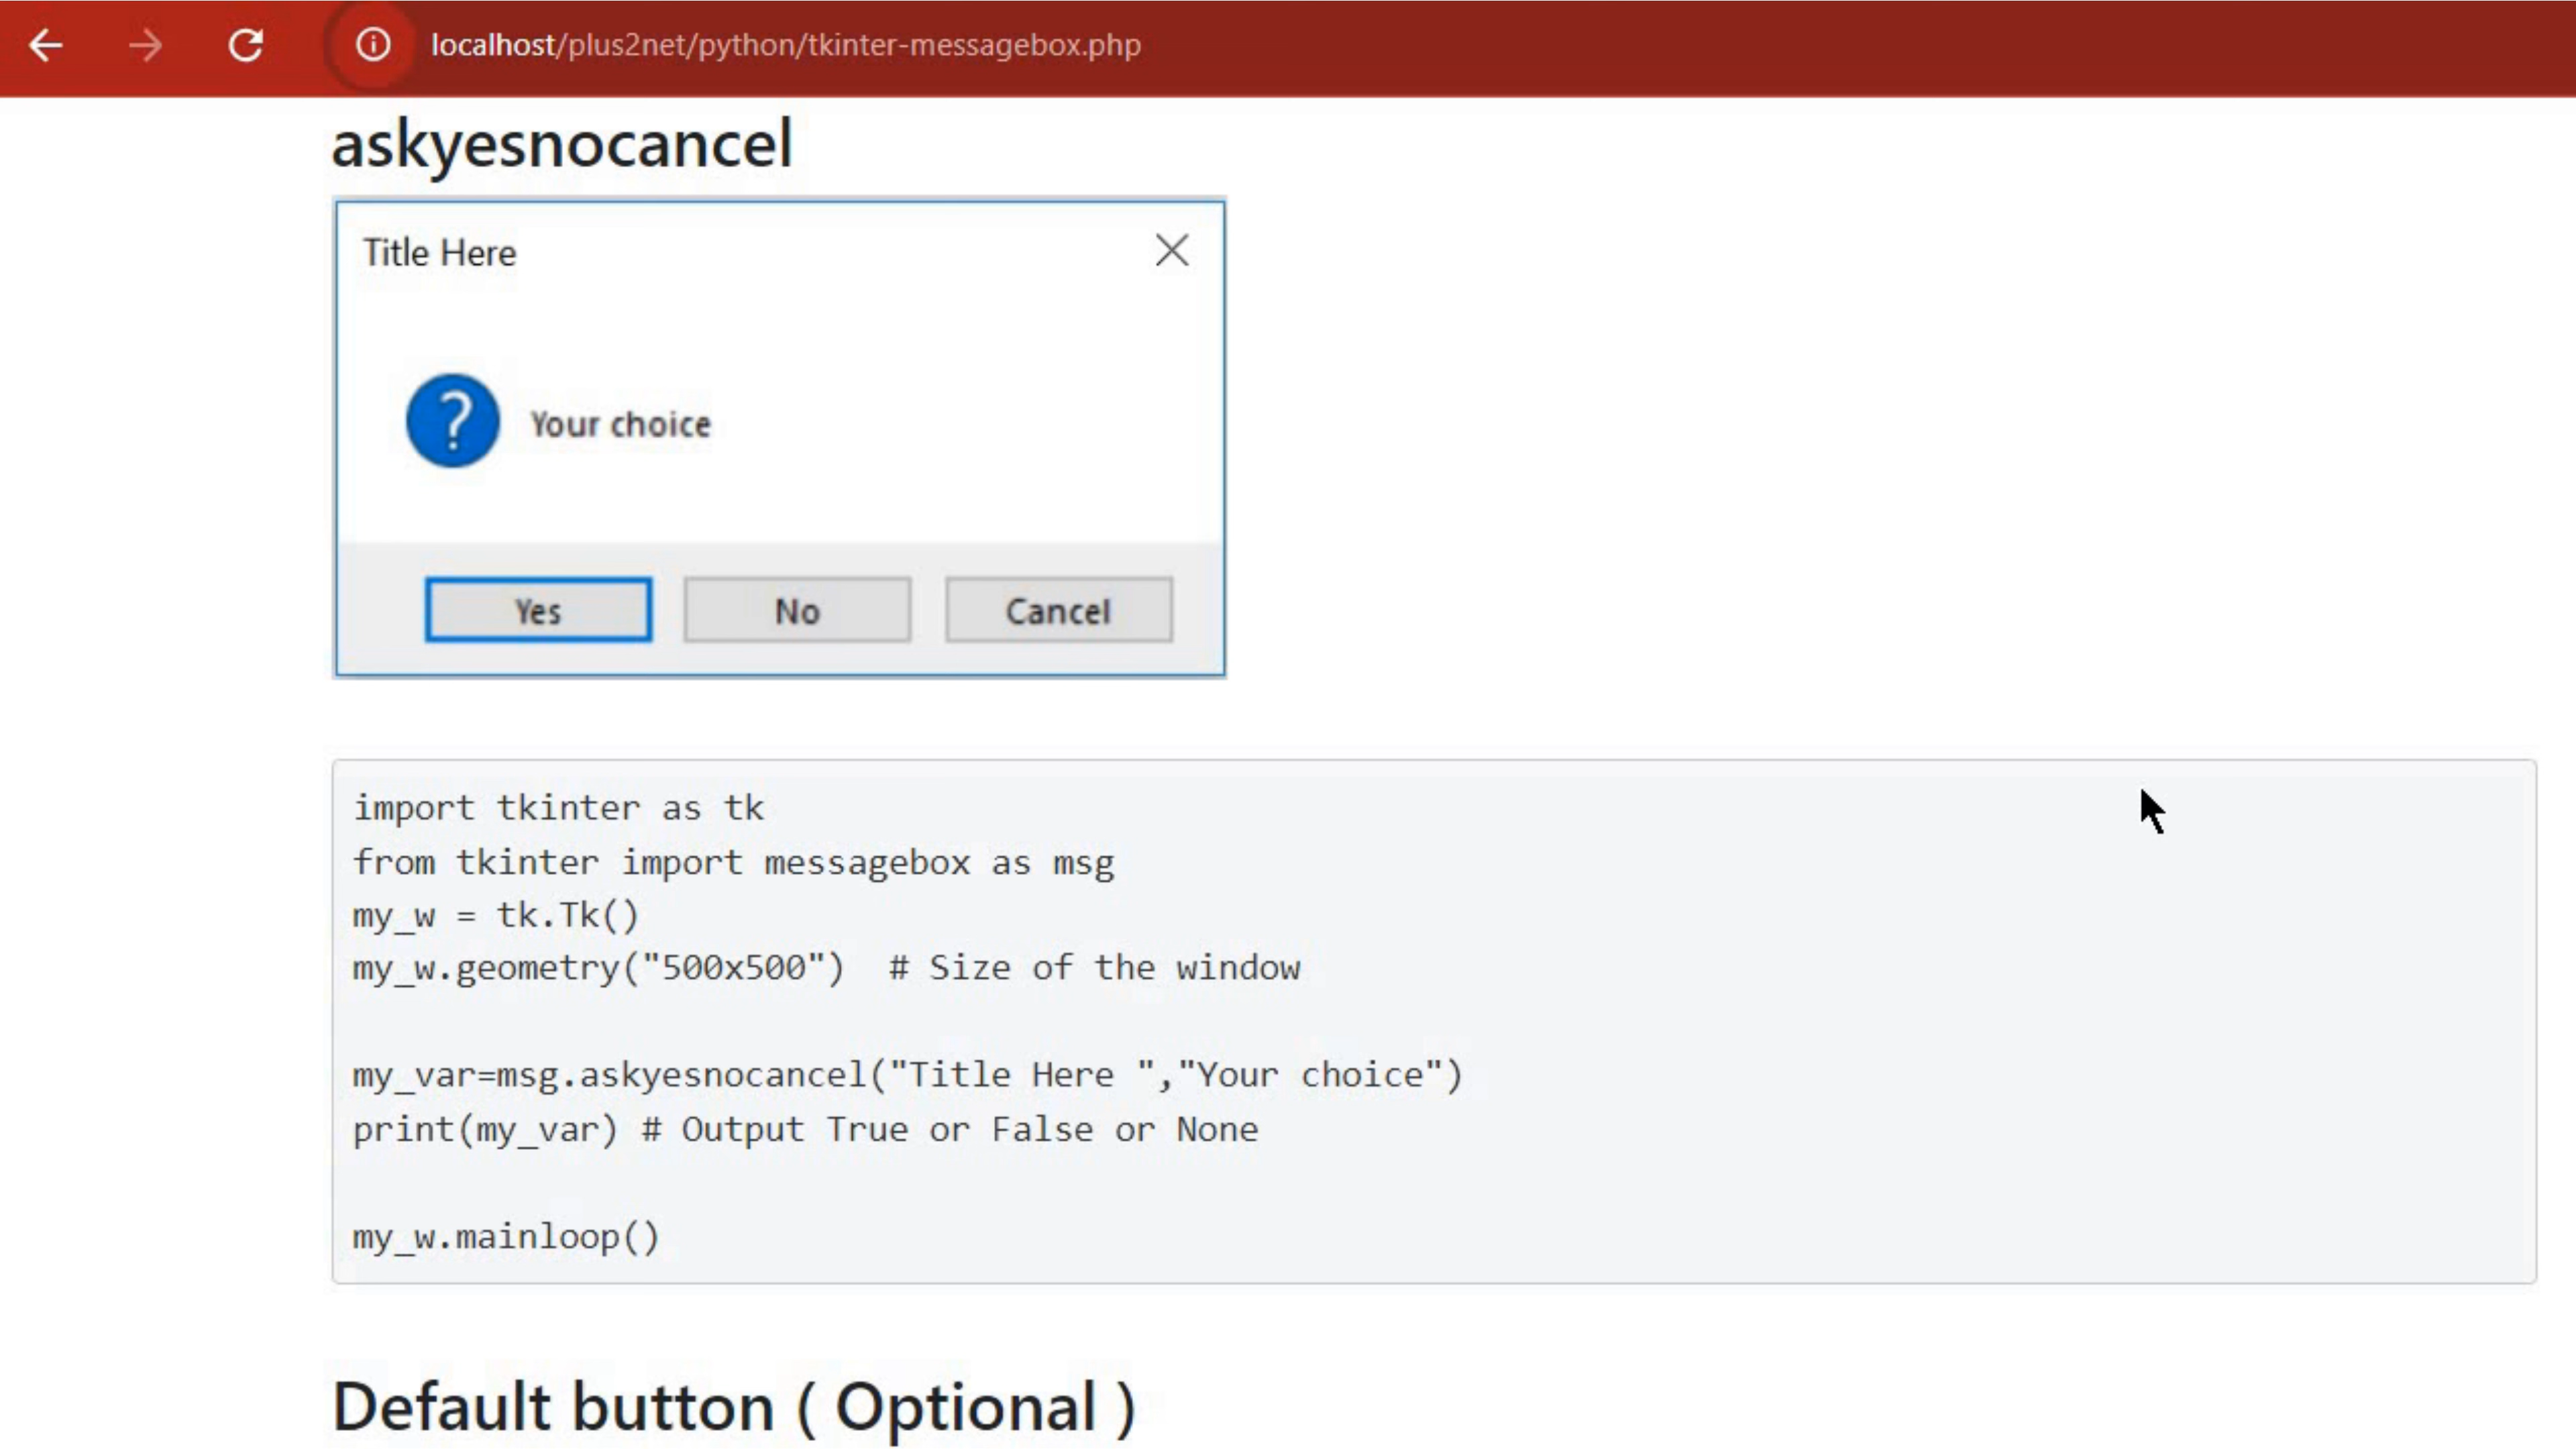 localhost/plus2net/python/tkinter-messagebox.php
askyesnocancel
Title Here
? Your choice
Yes No Cancel
import tkinter as tk
from tkinter import messagebox as msg
my_w = tk.Tk()
my_w.geometry("500x500")  # Size of the window
my_var=msg.askyesnocancel("Title Here ","Your choice")
print(my_var) # Output True or False or None
my_w.mainloop()
Default button ( Optional )